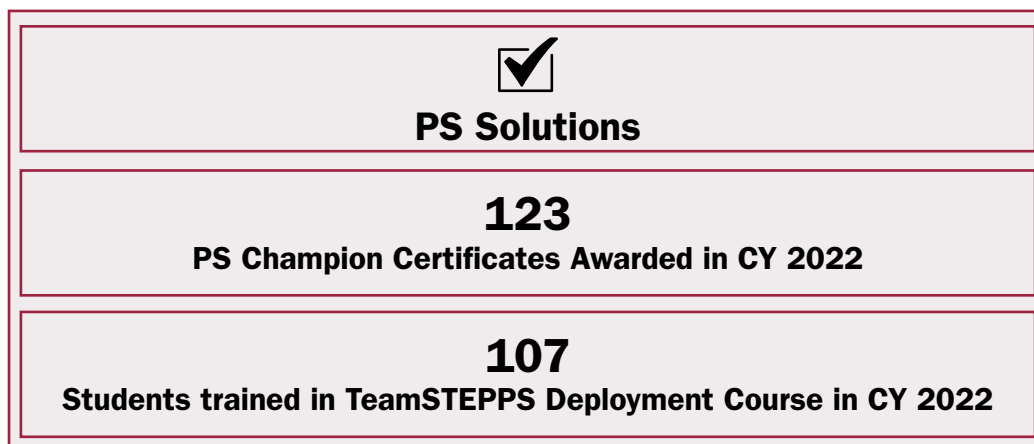 PS Solutions
123
PS Champion Certificates Awarded in CY 2022
107
Students trained in TeamSTEPPS Deployment Course in CY 2022